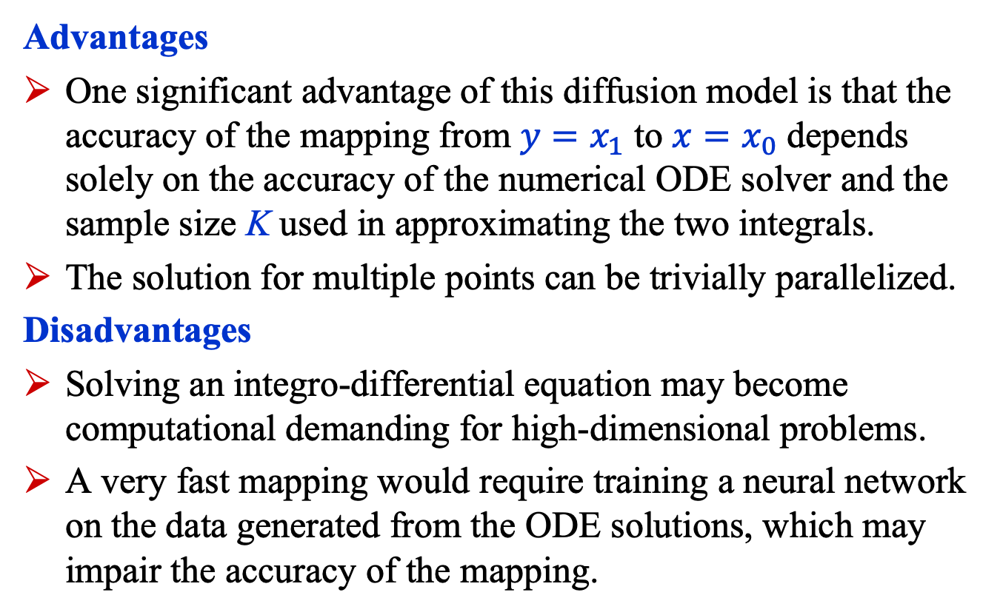 Advantages
➢ One significant advantage of this diffusion model is that the
accuracy of the mapping from y = x₁ to x = x₀ depends
solely on the accuracy of the numerical ODE solver and the
sample size K used in approximating the two integrals.
➢ The solution for multiple points can be trivially parallelized.
Disadvantages
➢ Solving an integro-differential equation may become
computational demanding for high-dimensional problems.
➢ A very fast mapping would require training a neural network
on the data generated from the ODE solutions, which may
impair the accuracy of the mapping.